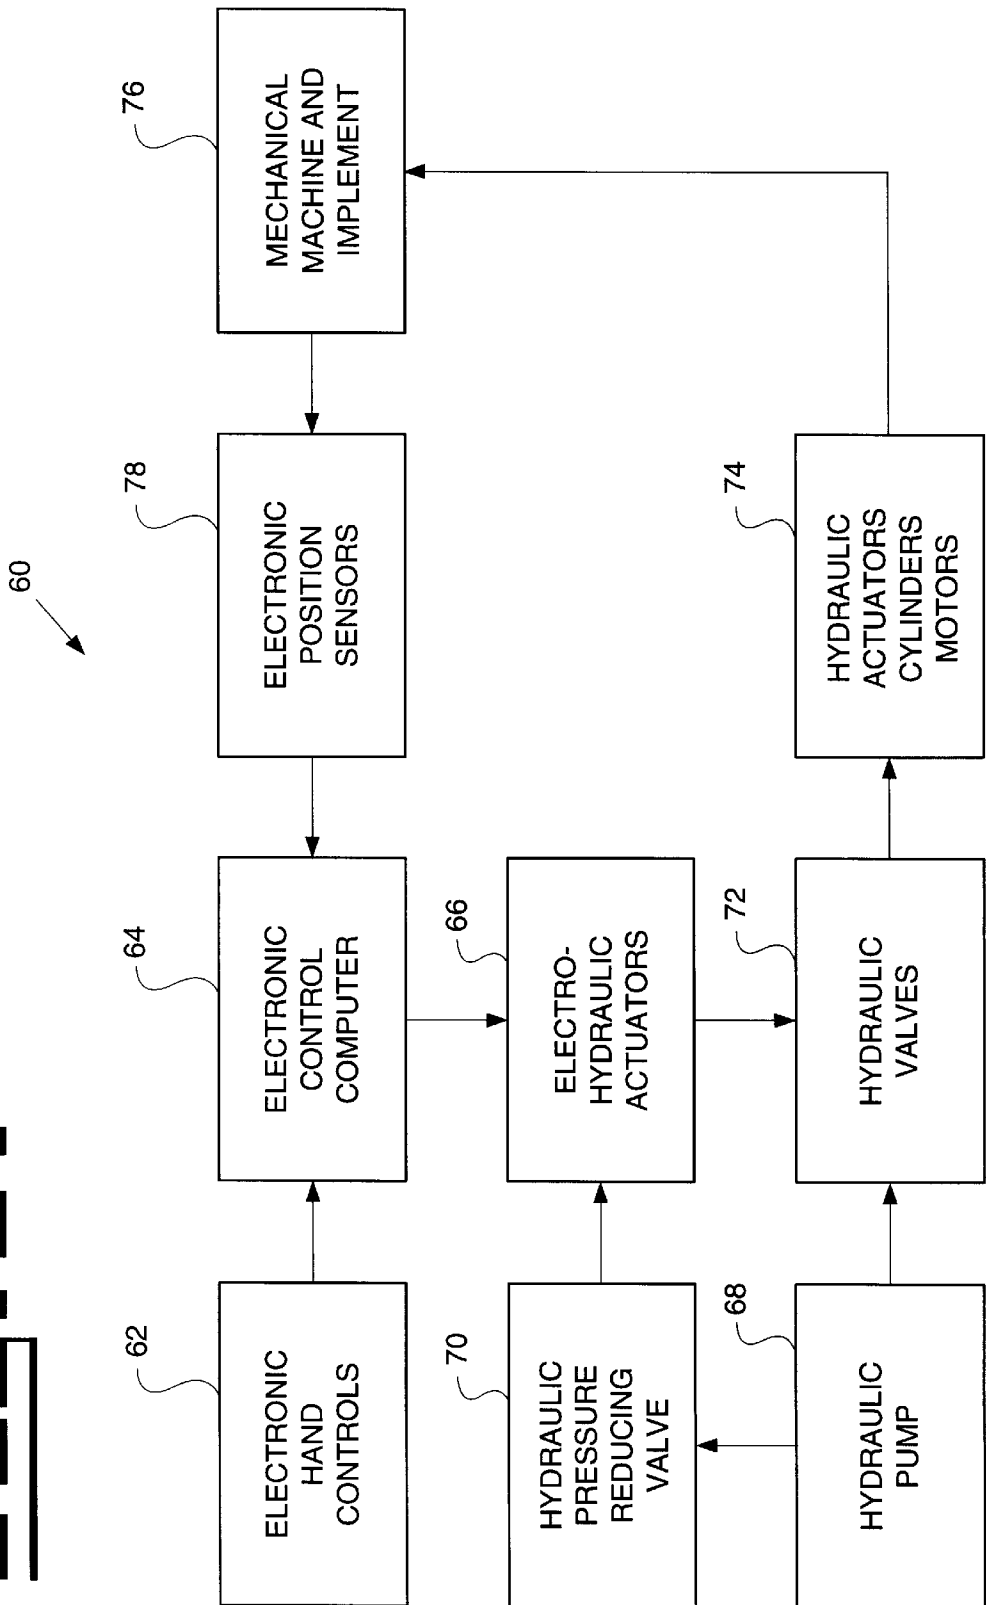 60
62
ELECTRONIC
HAND
CONTROLS
64
ELECTRONIC
CONTROL
COMPUTER
78
ELECTRONIC
POSITION
SENSORS
76
MECHANICAL
MACHINE AND
IMPLEMENT
70
HYDRAULIC
PRESSURE
REDUCING
VALVE
66
ELECTRO-
HYDRAULIC
ACTUATORS
68
HYDRAULIC
PUMP
72
HYDRAULIC
VALVES
74
HYDRAULIC
ACTUATORS
CYLINDERS
MOTORS